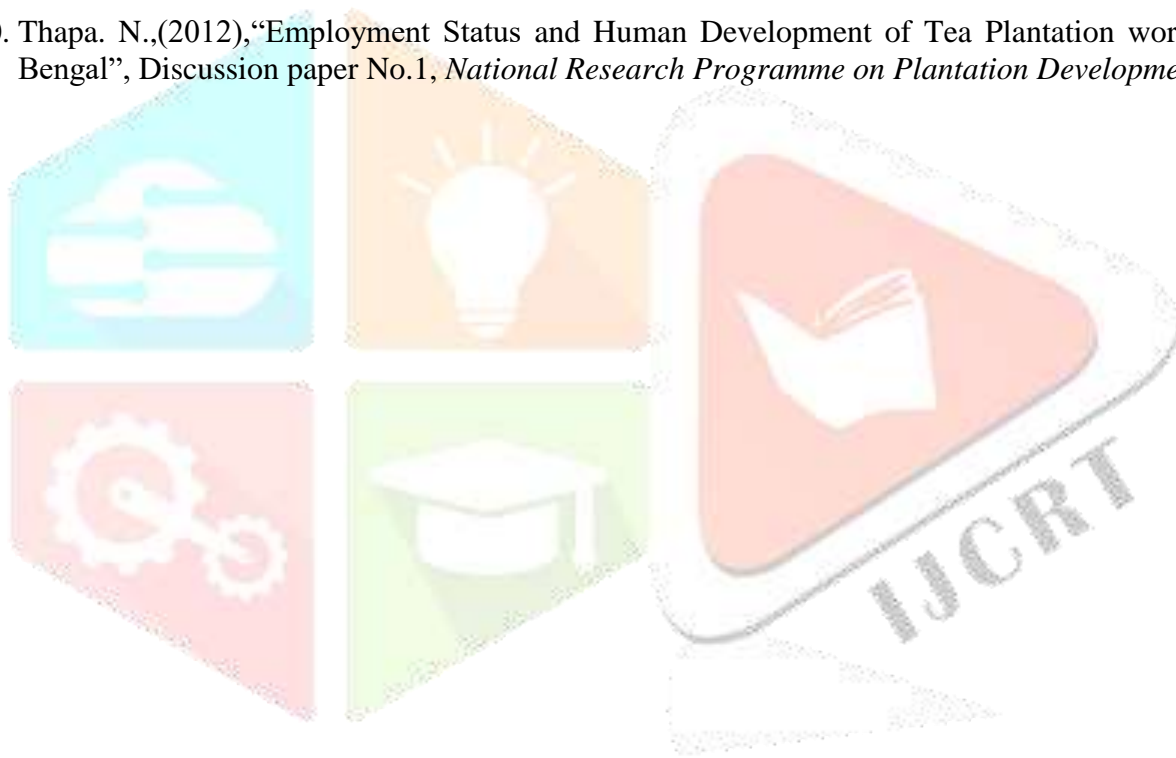 . Thapa. N.,(2012),“Employment Status and Human Development of Tea Plantation wor
Bengal”, Discussion paper No.1, National Research Programme on Plantation Developme
IJCRT